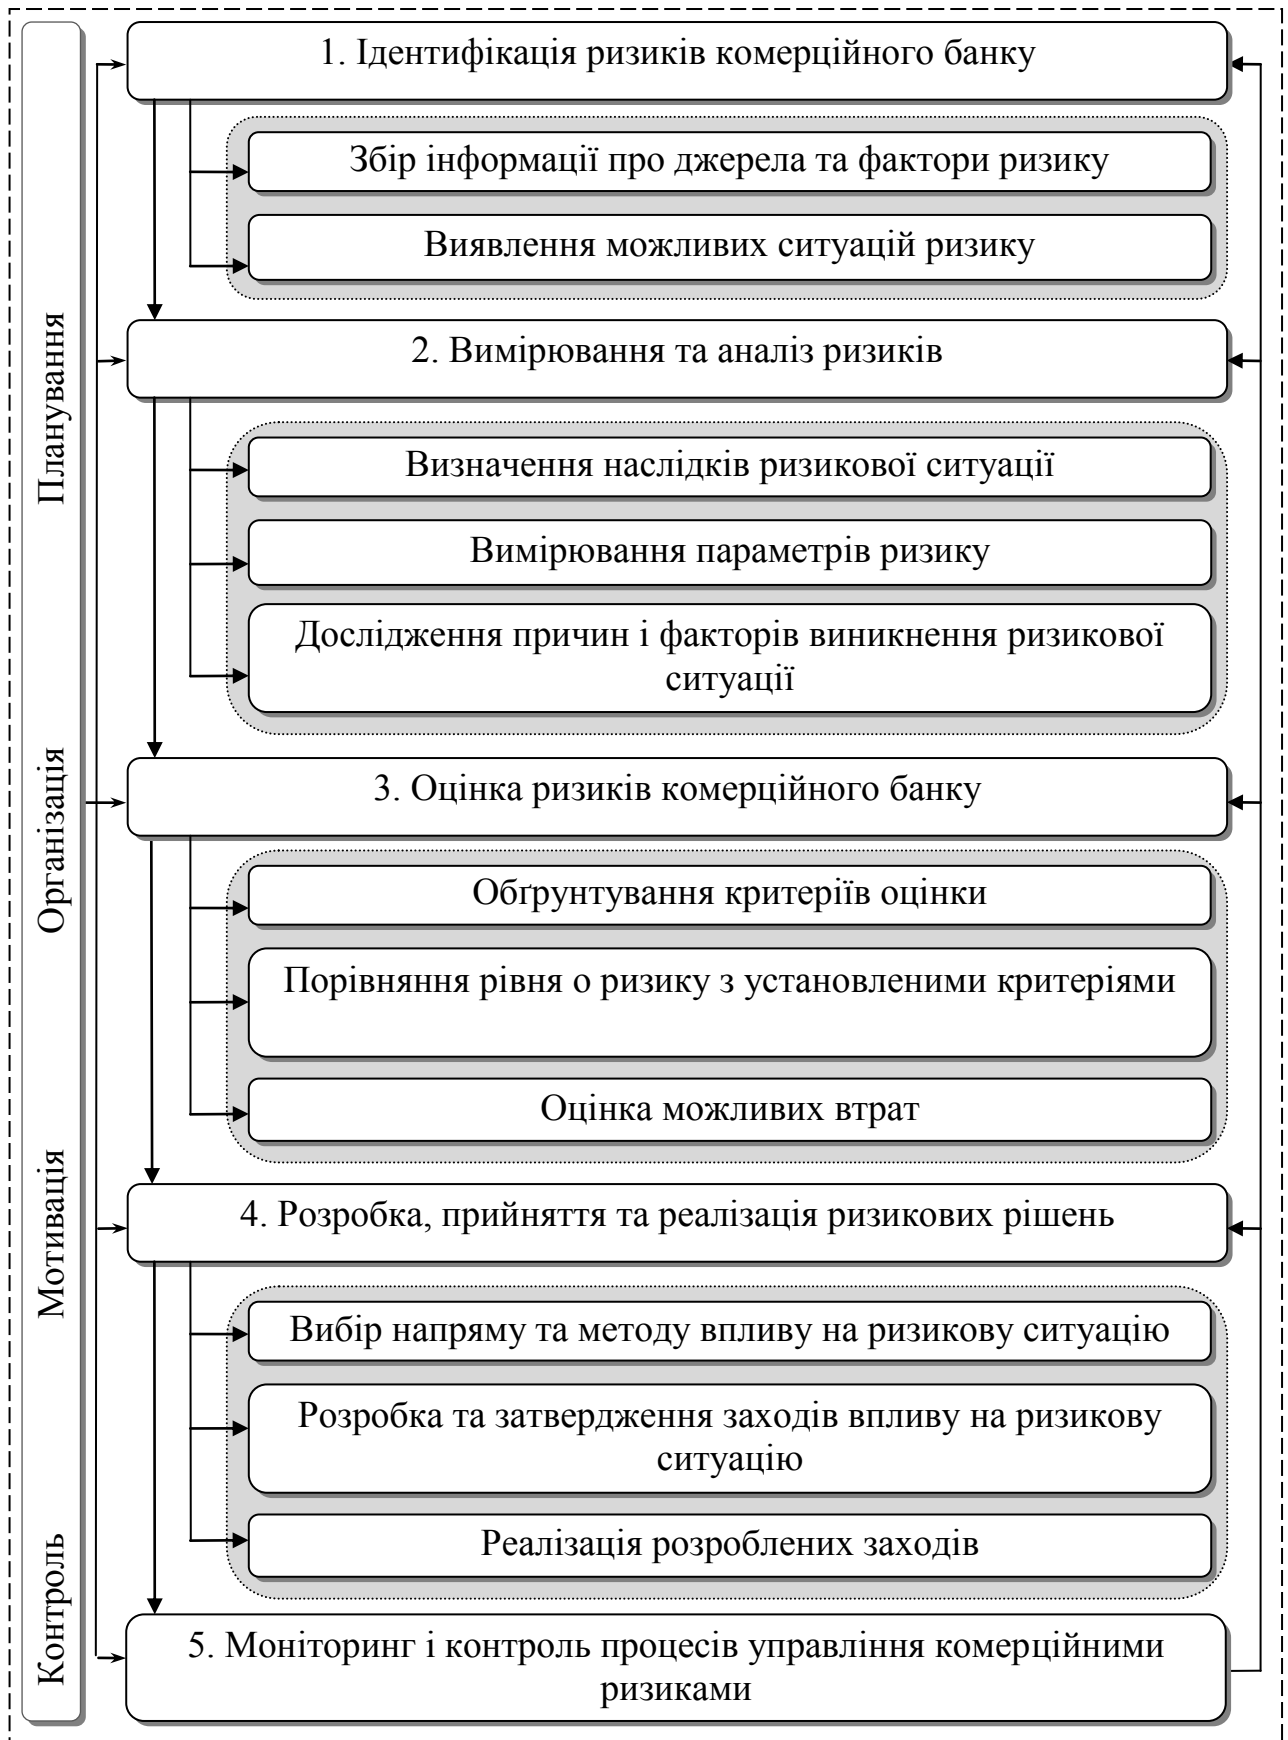 1. Ідентифікація ризиків комерційного банку
Збір інформації про джерела та фактори ризику
Виявлення можливих ситуацій ризику
2. Вимірювання та аналіз ризиків
Визначення наслідків ризикової ситуації
Вимірювання параметрів ризику
Дослідження причин і факторів виникнення ризикової
ситуації
3. Оцінка ризиків комерційного банку
Обґрунтування критеріїв оцінки
Порівняння рівня о ризику з установленими критеріями
Оцінка можливих втрат
4. Розробка, прийняття та реалізація ризикових рішень
Вибір напряму та методу впливу на ризикову ситуацію
Розробка та затвердження заходів впливу на ризикову
ситуацію
Реалізація розроблених заходів
5. Моніторинг і контроль процесів управління комерційними
ризиками
Планування
Організація
Мотивація
Контроль